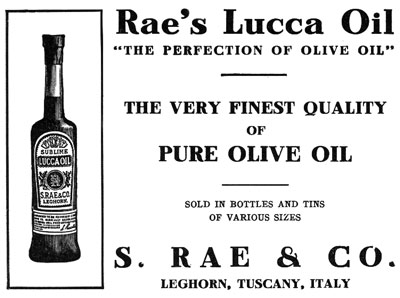 Rae's Lucca Oil
"THE PERFECTION OF OLIVE OIL"
THE VERY FINEST QUALITY
OF
PURE OLIVE OIL
SOLD IN BOTTLES AND TINS
OF VARIOUS SIZES
S. RAE & CO.
LEGHORN, TUSCANY, ITALY
SUBLIME
LUCCA OIL
S. RAE & CO.
LEGHORN.